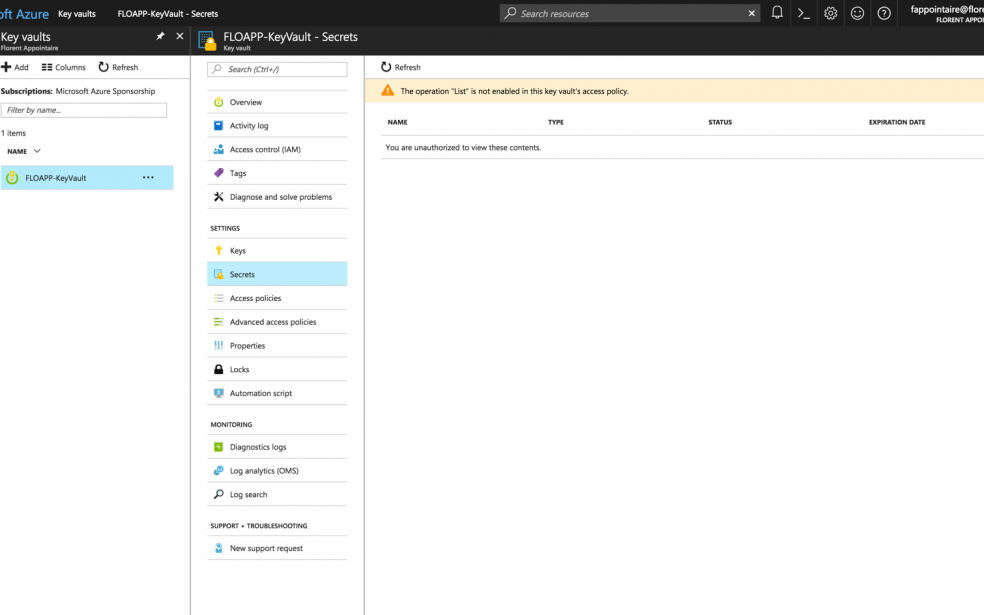 oft Azure Key vaults FLOAPP-KeyVault - Secrets
Search resources
fappointaire@flore
FLORENT APPOI
Key vaults
Florent Appointaire
Add Columns Refresh
Subscriptions: Microsoft Azure Sponsorship
Filter by name...
1 items
NAME
FLOAPP-KeyVault
FLOAPP-KeyVault - Secrets
Key vault
Search (Ctrl+/)
Overview
Activity log
Access control (IAM)
Tags
Diagnose and solve problems
SETTINGS
Keys
Secrets
Access policies
Advanced access policies
Properties
Locks
Automation script
MONITORING
Diagnostics logs
Log analytics (OMS)
Log search
SUPPORT + TROUBLESHOOTING
New support request
Refresh
The operation "List" is not enabled in this key vault's access policy.
NAME TYPE STATUS EXPIRATION DATE
You are unauthorized to view these contents.